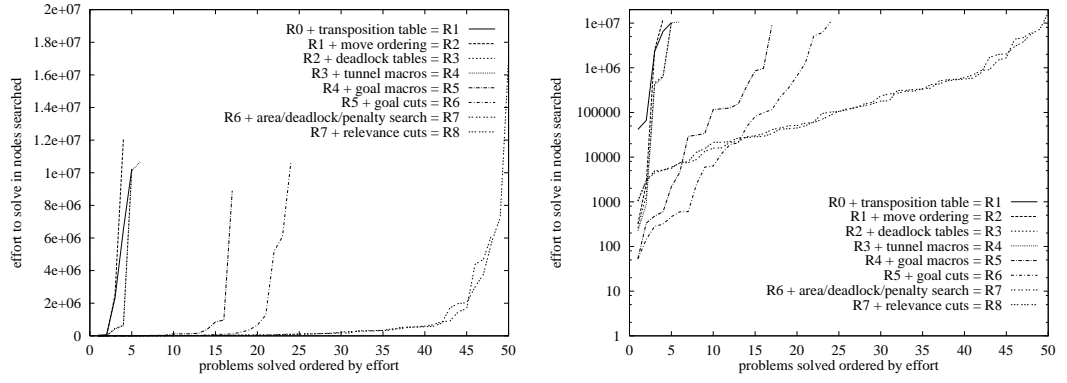 2e+07
1.8e+07
1.6e+07
1.4e+07
1.2e+07
1e+07
8e+06
6e+06
4e+06
2e+06
0
effort to solve in nodes searched
R0 + transposition table = R1
R1 + move ordering = R2
R2 + deadlock tables = R3
R3 + tunnel macros = R4
R4 + goal macros = R5
R5 + goal cuts = R6
R6 + area/deadlock/penalty search = R7
R7 + relevance cuts = R8
0 5 10 15 20 25 30 35 40 45 50
problems solved ordered by effort
1e+07
1e+06
100000
10000
1000
100
10
1
effort to solve in nodes searched
R0 + transposition table = R1
R1 + move ordering = R2
R2 + deadlock tables = R3
R3 + tunnel macros = R4
R4 + goal macros = R5
R5 + goal cuts = R6
R6 + area/deadlock/penalty search = R7
R7 + relevance cuts = R8
0 5 10 15 20 25 30 35 40 45 50
problems solved ordered by effort